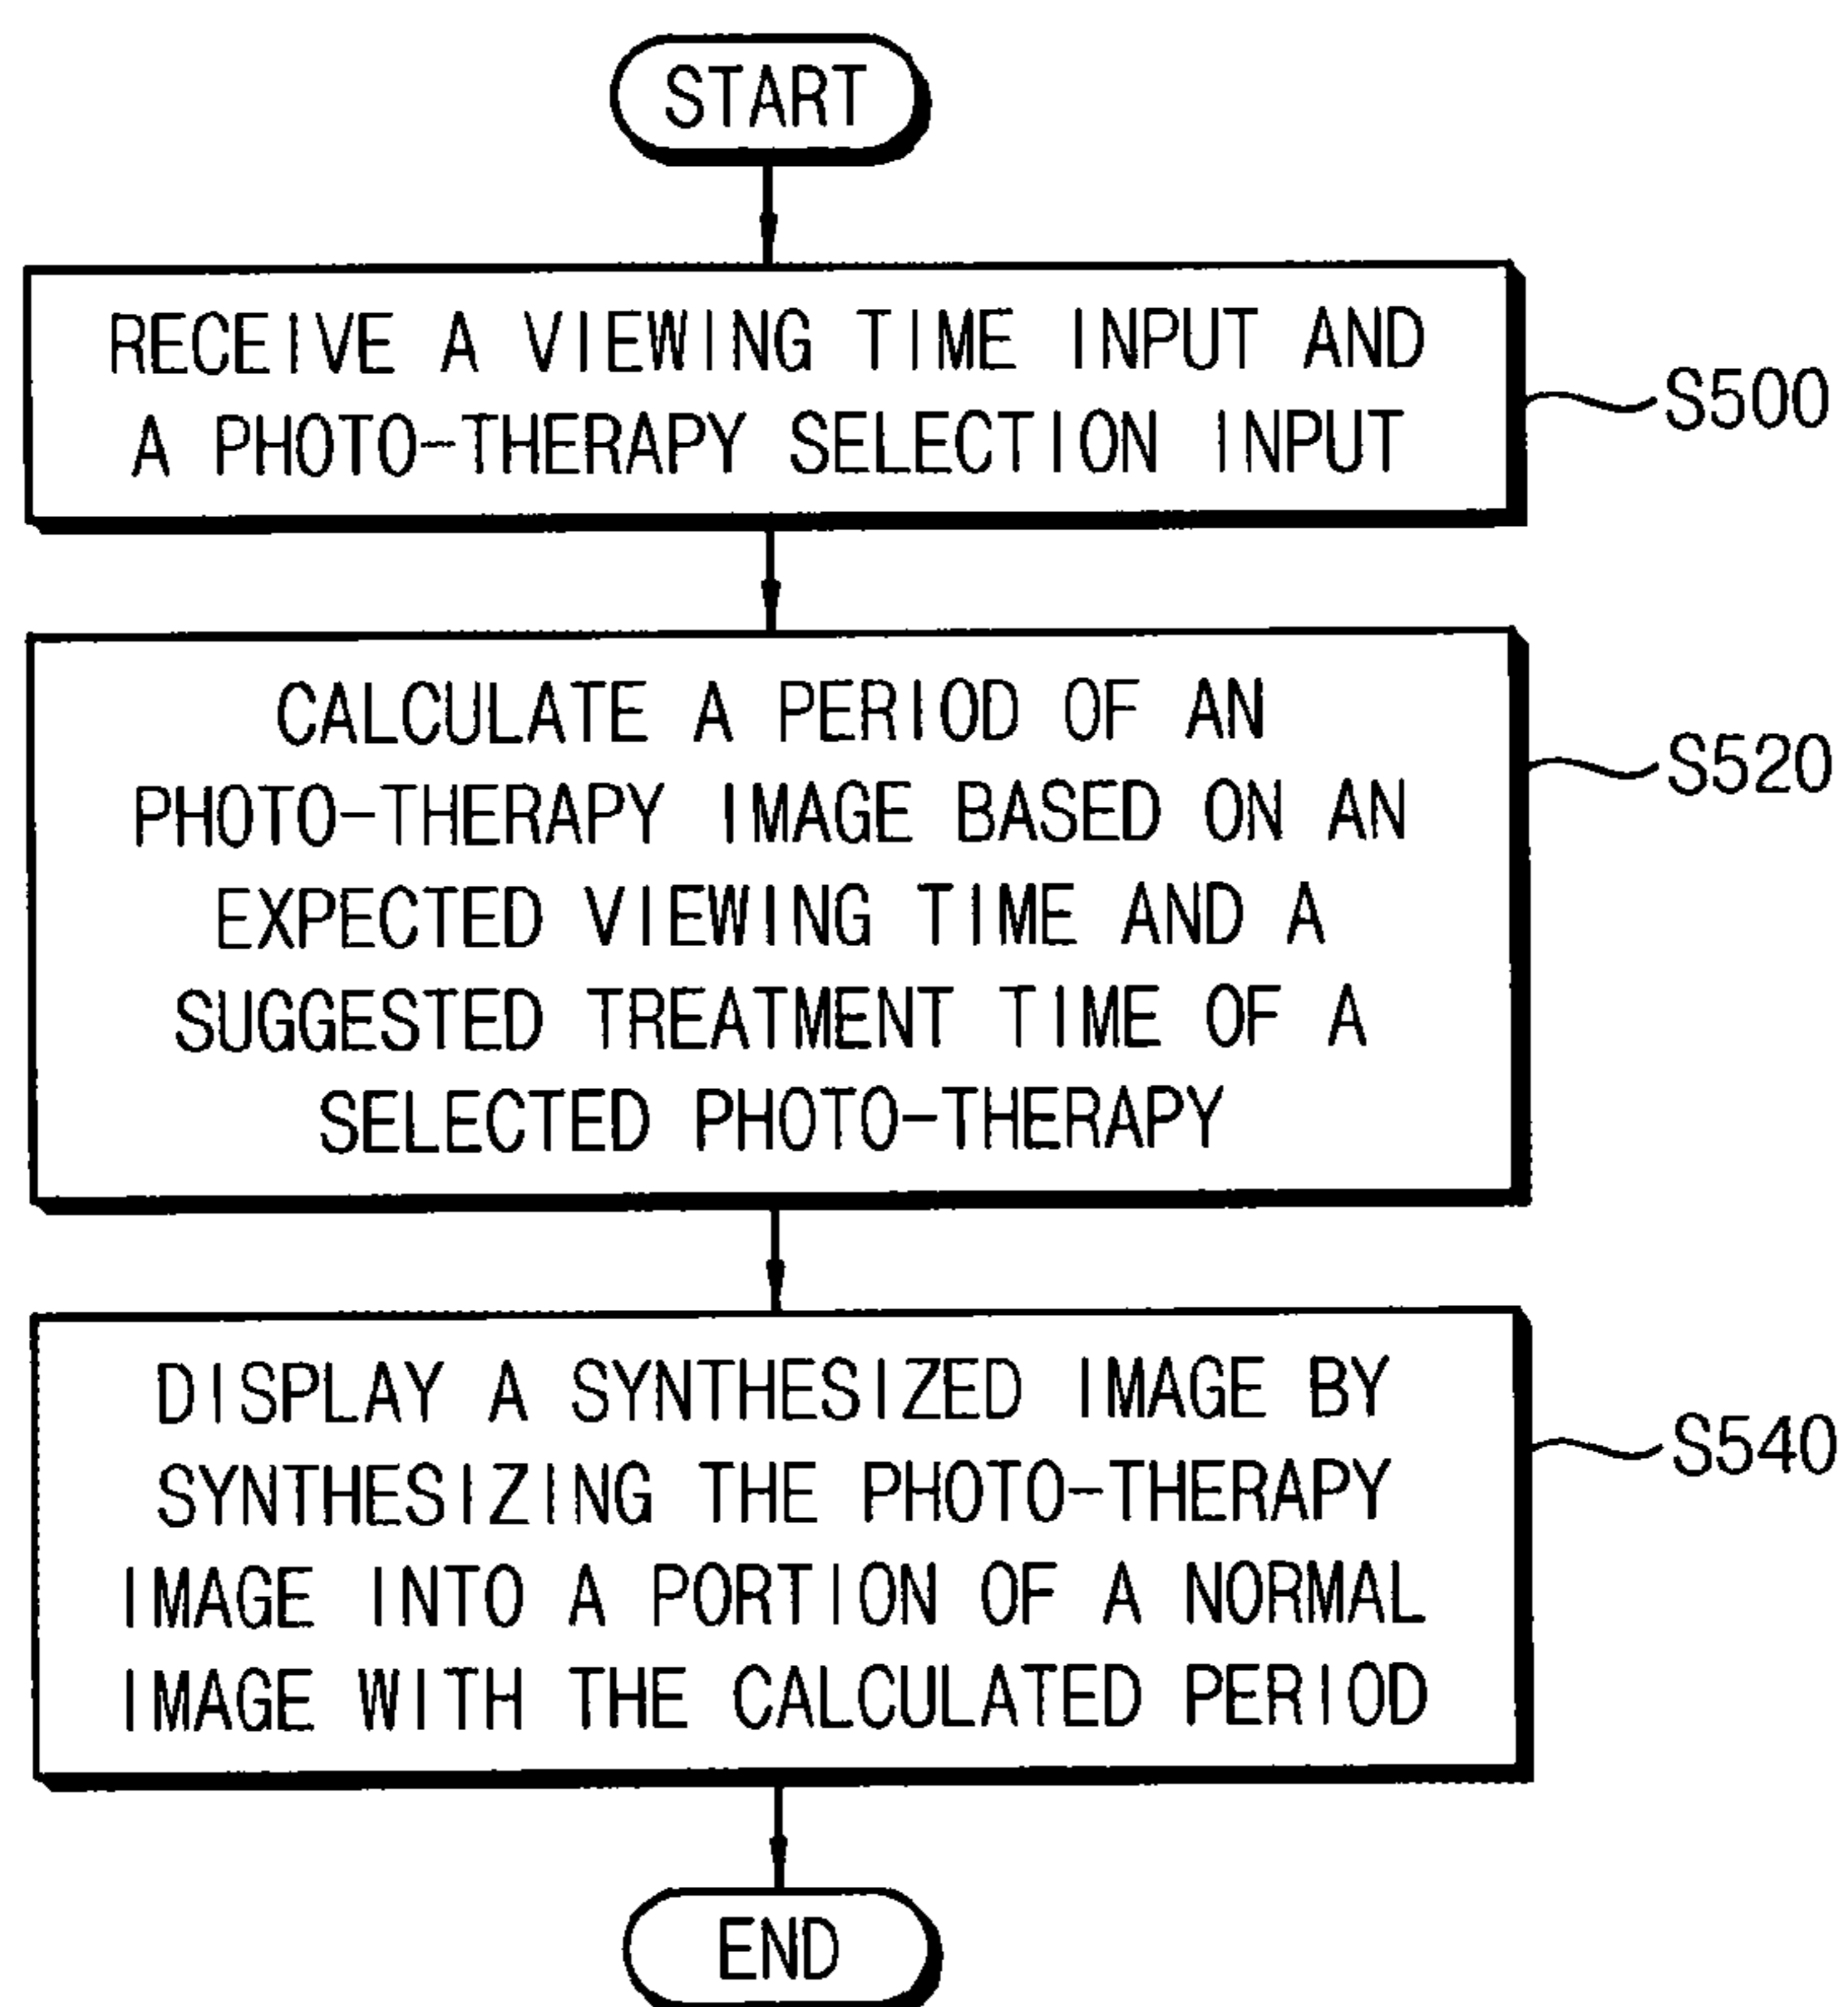 START
RECEIVE A VIEWING TIME INPUT AND
A PHOTO-THERAPY SELECTION INPUT
S500
CALCULATE A PERIOD OF AN
PHOTO-THERAPY IMAGE BASED ON AN
EXPECTED VIEWING TIME AND A
SUGGESTED TREATMENT TIME OF A
SELECTED PHOTO-THERAPY
S520
DISPLAY A SYNTHESIZED IMAGE BY
SYNTHESIZING THE PHOTO-THERAPY
IMAGE INTO A PORTION OF A NORMAL
IMAGE WITH THE CALCULATED PERIOD
S540
END